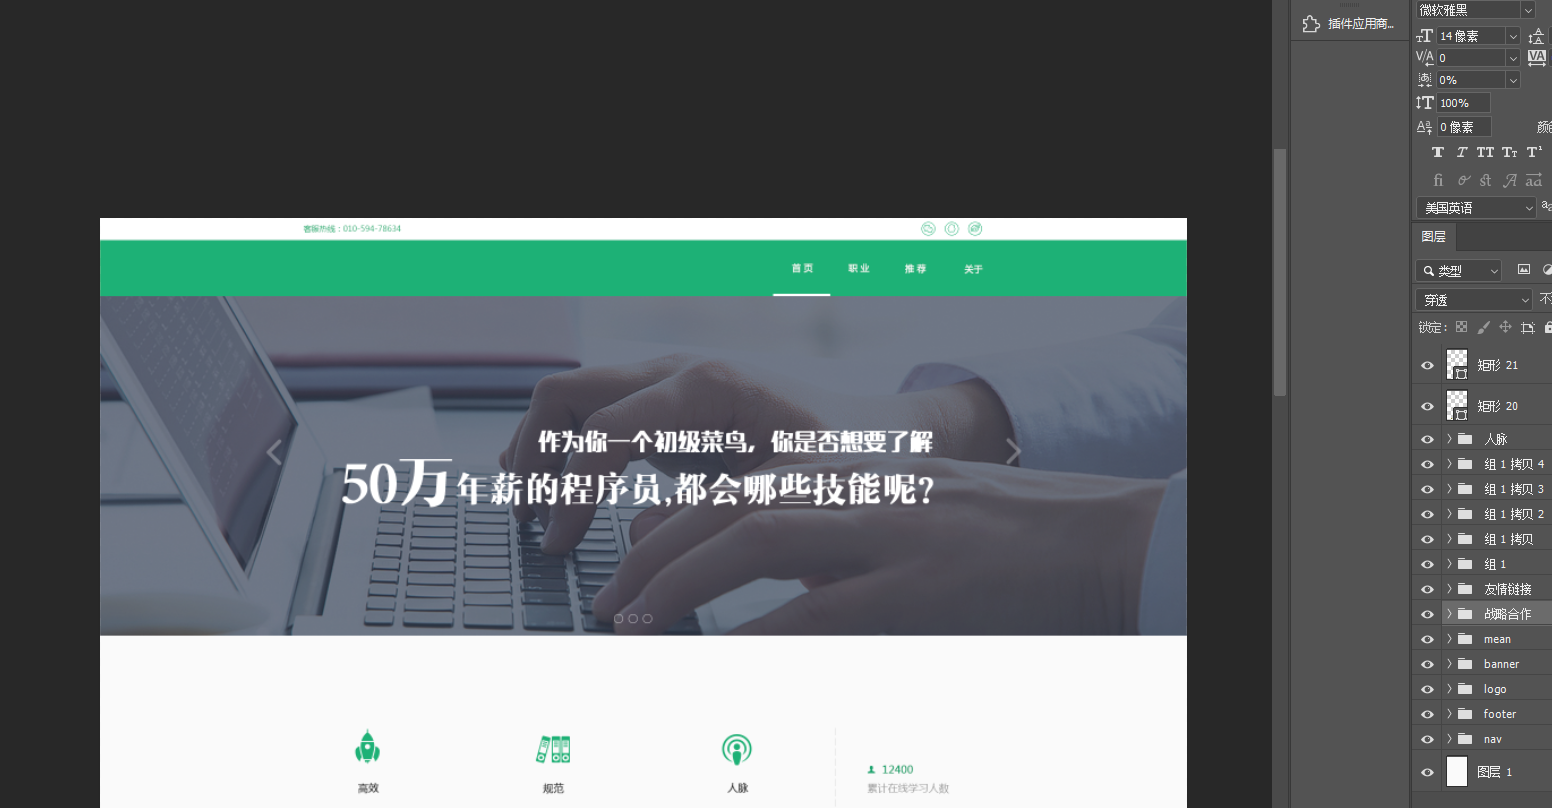 插件应用商...
微软雅黑
14 像素
0
0%
100%
0 像素
美国英语
图层
类型
穿透
锁定:
矩形 21
矩形 20
人脉
组 1 拷贝 4
组 1 拷贝 3
组 1 拷贝 2
组 1 拷贝
组 1
友情链接
战略合作
mean
banner
logo
footer
nav
图层 1
客服热线：010-594-78634
首页 职业 推荐 关于
作为你一个初级菜鸟，你是否想要了解
50万年薪的程序员,都会哪些技能呢?
高效 规范 人脉
12400
累计在线学习人数